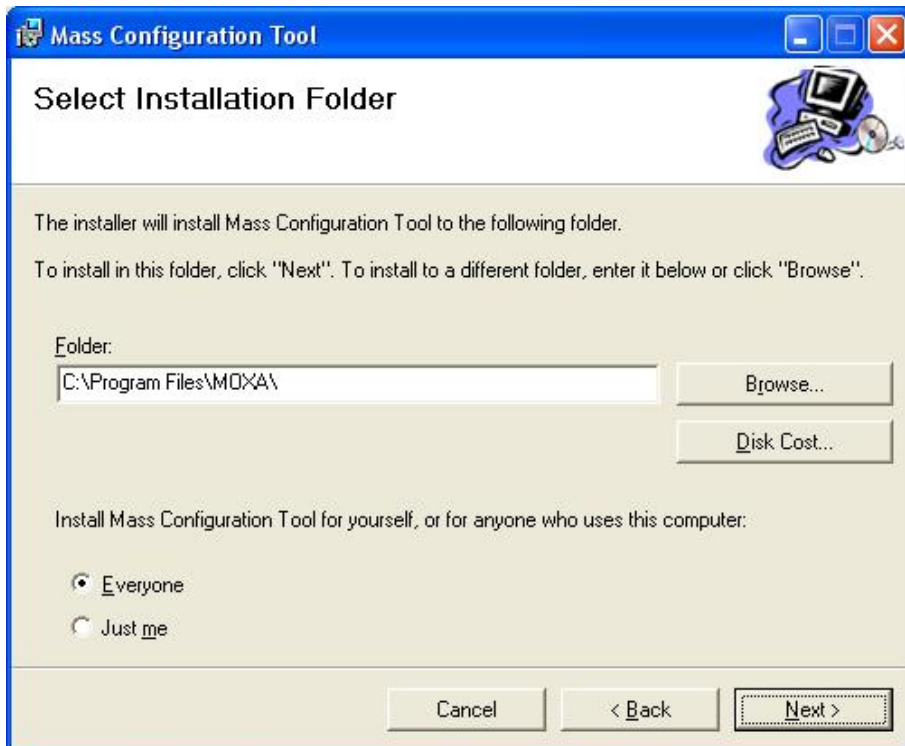 Mass Configuration Tool
Select Installation Folder
The installer will install Mass Configuration Tool to the following folder.
To install in this folder, click "Next". To install to a different folder, enter it below or click "Browse".
Folder:
C:\Program Files\MOXA\
Browse...
Disk Cost...
Install Mass Configuration Tool for yourself, or for anyone who uses this computer:
Everyone
Just me
Cancel
< Back
Next >